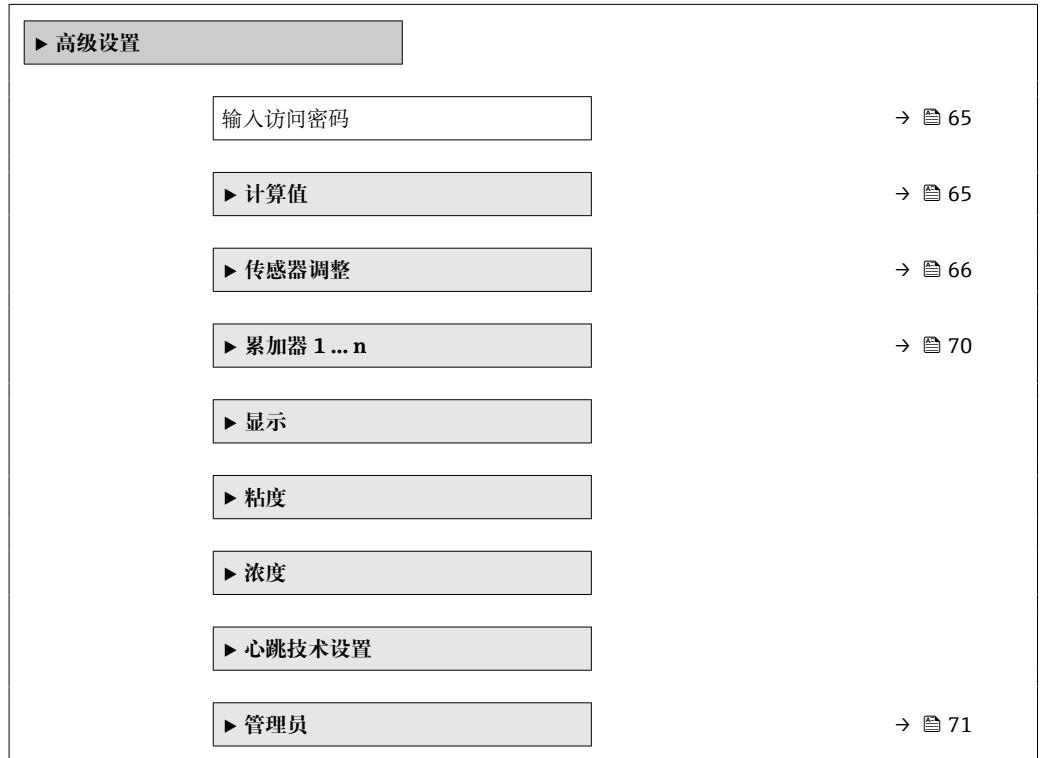 ▶ 高级设置
输入访问密码 → 65
▶ 计算值 → 65
▶ 传感器调整 → 66
▶ 累加器 1 … n → 70
▶ 显示
▶ 粘度
▶ 浓度
▶ 心跳技术设置
▶ 管理员 → 71